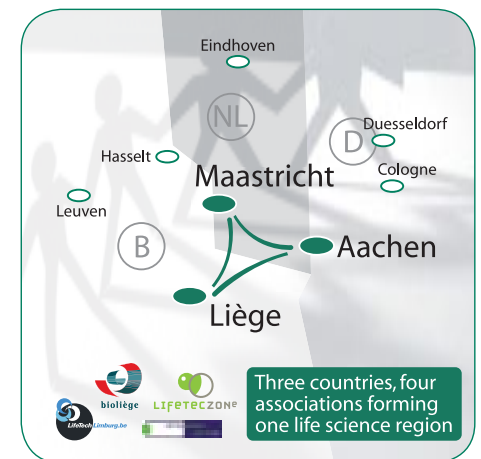 Eindhoven
NL
Duesseldorf
D
Hasselt
Cologne
Maastricht
Leuven
B
Aachen
Liège
bioliège
LIFETECZONe
LifeTechLimburg.be
Three countries, four
associations forming
one life science region